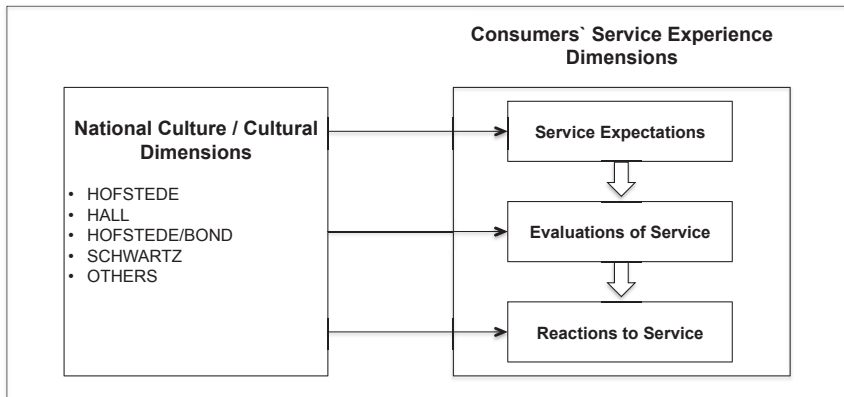 Consumers` Service Experience
Dimensions
National Culture / Cultural
Dimensions
• HOFSTEDE
• HALL
• HOFSTEDE/BOND
• SCHWARTZ
• OTHERS
Service Expectations
Evaluations of Service
Reactions to Service